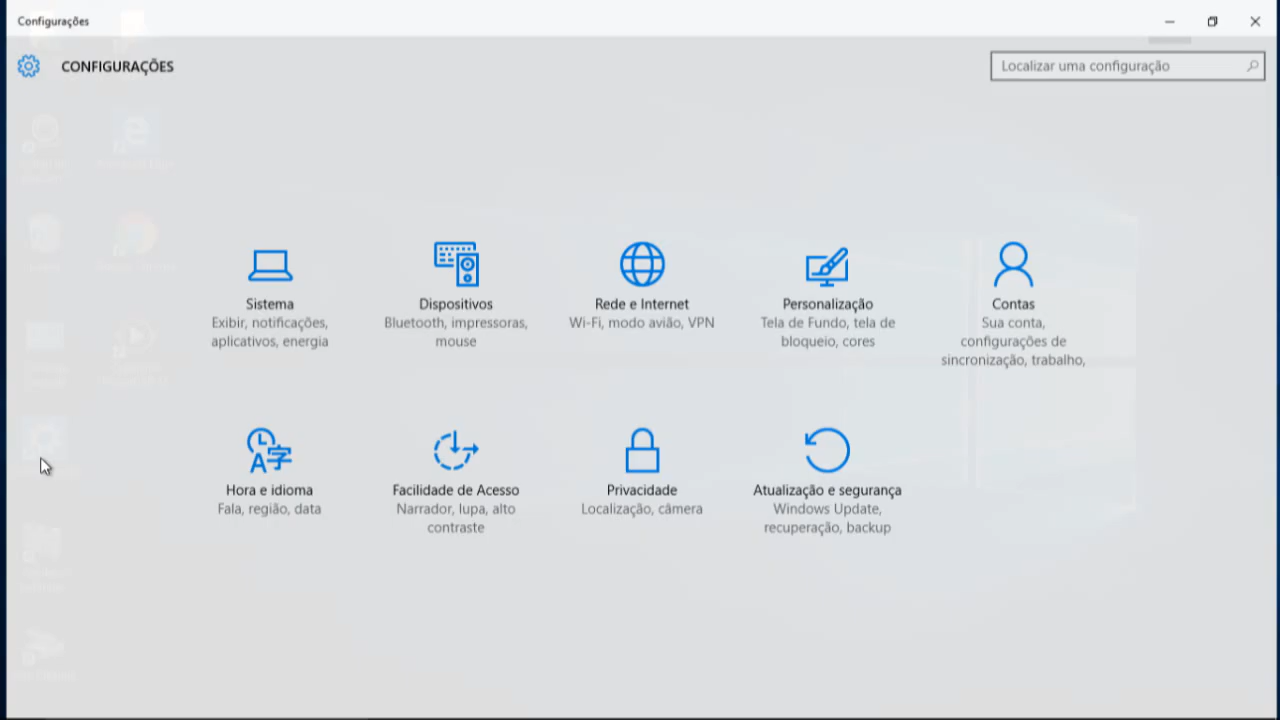 Configurações
CONFIGURAÇÕES
Localizar uma configuração
Sistema
Exibir, notificações,
aplicativos, energia
Dispositivos
Bluetooth, impressoras,
mouse
Rede e Internet
Wi-Fi, modo avião, VPN
Personalização
Tela de Fundo, tela de
bloqueio, cores
Contas
Sua conta,
configurações de
sincronização, trabalho,
Hora e idioma
Fala, região, data
Facilidade de Acesso
Narrador, lupa, alto
contraste
Privacidade
Localização, câmera
Atualização e segurança
Windows Update,
recuperação, backup